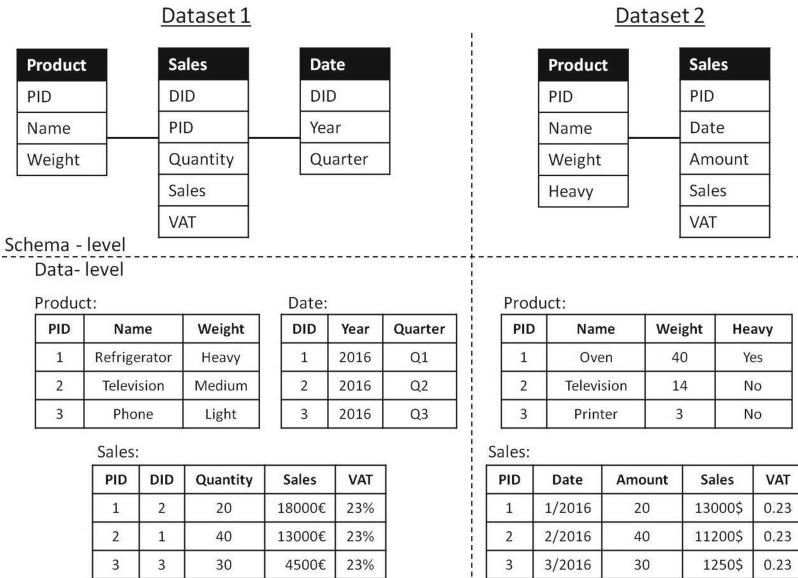 Dataset 1
Dataset 2
Product
PID
Name
Weight
Sales
DID
PID
Quantity
Sales
VAT
Date
DID
Year
Quarter
Product
PID
Name
Weight
Heavy
Sales
PID
Date
Amount
Sales
VAT
Schema - level
Data- level
Product:
PID Name Weight
1 Refrigerator Heavy
2 Television Medium
3 Phone Light
Date:
DID Year Quarter
1 2016 Q1
2 2016 Q2
3 2016 Q3
Sales:
PID DID Quantity Sales VAT
1 2 20 18000€ 23%
2 1 40 13000€ 23%
3 3 30 4500€ 23%
Product:
PID Name Weight Heavy
1 Oven 40 Yes
2 Television 14 No
3 Printer 3 No
Sales:
PID Date Amount Sales VAT
1 1/2016 20 13000$ 0.23
2 2/2016 40 11200$ 0.23
3 3/2016 30 1250$ 0.23